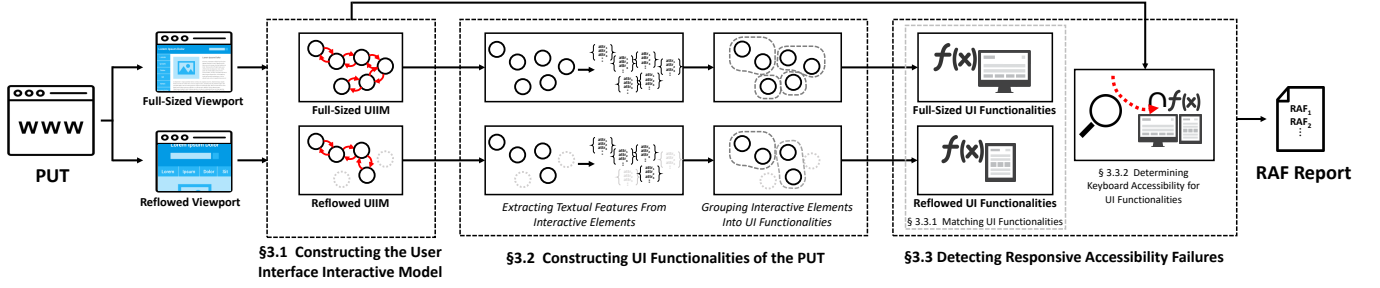 WWW
PUT
Full-Sized Viewport
Reflowed Viewport
Full-Sized UIIM
Reflowed UIIM
§3.1 Constructing the User
Interface Interactive Model
Extracting Textual Features From
Interactive Elements
Grouping Interactive Elements
Into UI Functionalities
§3.2 Constructing UI Functionalities of the PUT
f(x)
Full-Sized UI Functionalities
f(x)
Reflowed UI Functionalities
§ 3.3.1 Matching UI Functionalities
∩ f(x)
§ 3.3.2 Determining
Keyboard Accessibility for
UI Functionalities
§3.3 Detecting Responsive Accessibility Failures
RAF1
RAF2
⋮
RAF Report